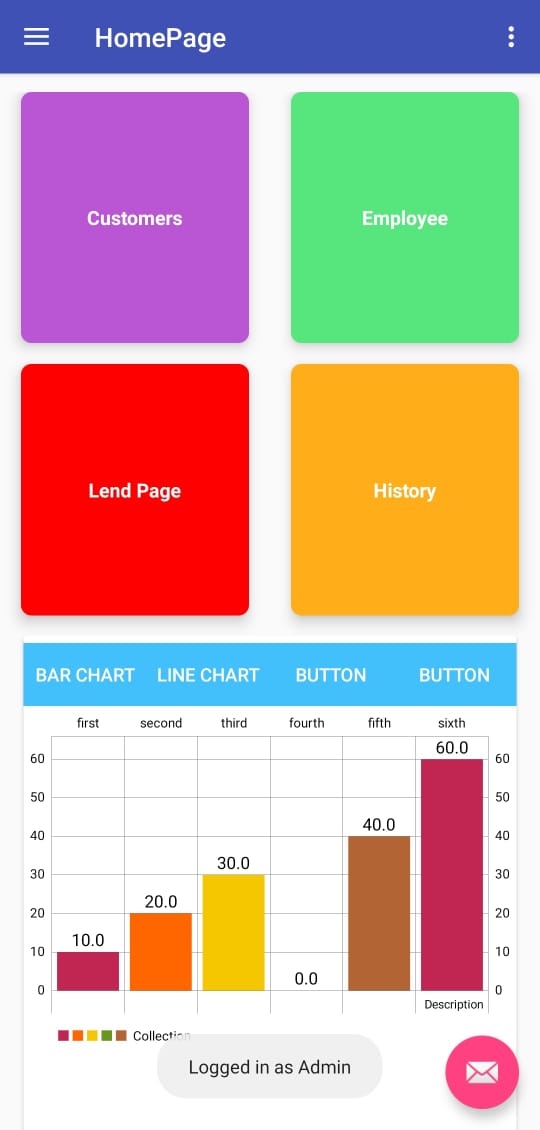 HomePage
Customers
Employee
Lend Page
History
BAR CHART LINE CHART BUTTON BUTTON
first second third fourth fifth sixth
60.0
60 60
50 50
40.0
40 40
30.0
30 30
20.0
20 20
10.0
10 10
0.0
0 0
Description
Collection
Logged in as Admin